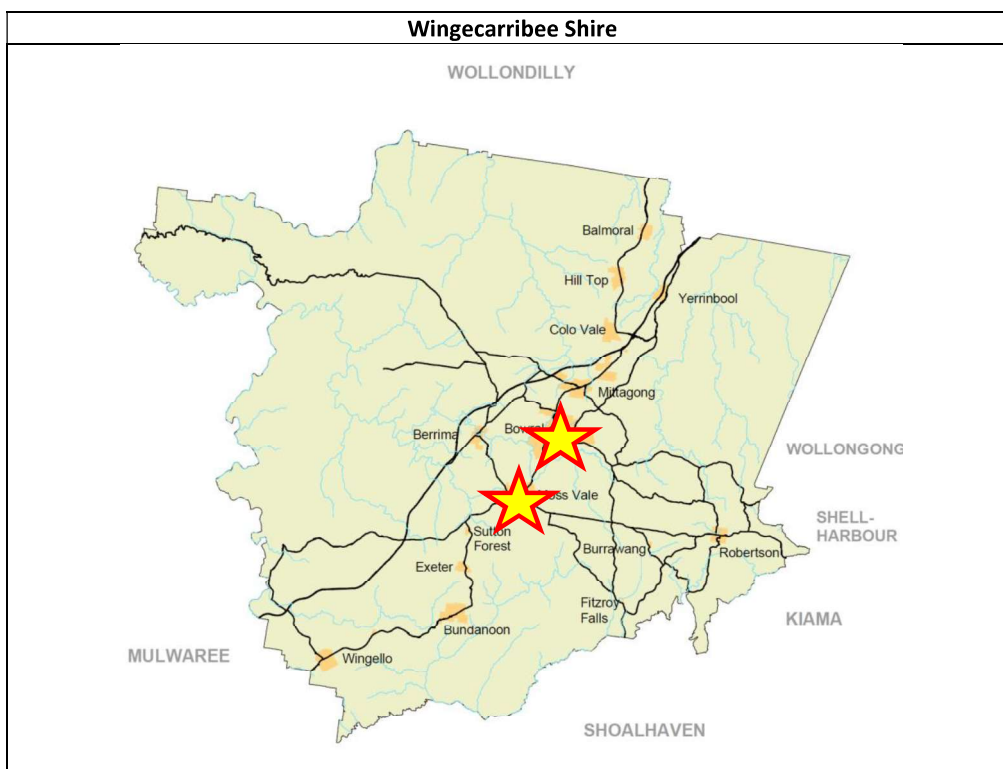 Wingecarribee Shire
WOLLONDILLY
Balmoral
Hill Top
Yerrinbool
Colo Vale
Mittagong
Berrima
WOLLONGONG
Vale
SHELL-
HARBOUR
Sutton
Forest
Burrawang
Robertson
Exeter
Fitzroy
Falls
KIAMA
Bundanoon
MULWAREE
Wingello
SHOALHAVEN